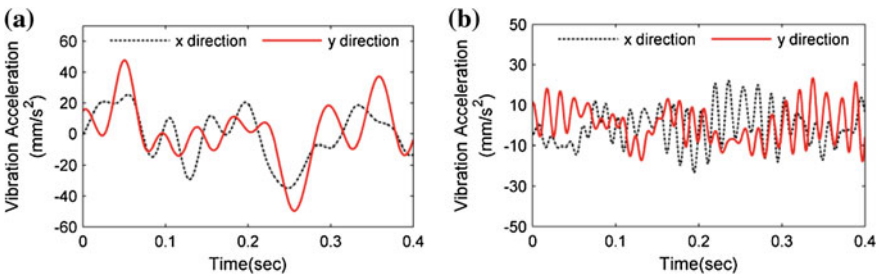 (a)
x direction
y direction
Vibration Acceleration
(mm/s²)
60
40
20
0
-20
-40
-60
0
0.1
0.2
0.3
0.4
Time(sec)
(b)
x direction
y direction
Vibration Acceleration
(mm/s²)
50
30
10
-10
-30
-50
0
0.1
0.2
0.3
0.4
Time(sec)